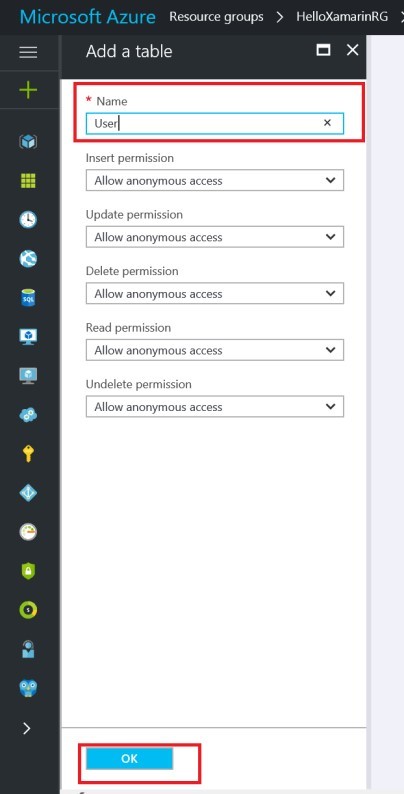 Microsoft Azure Resource groups > HelloXamarinRG >
Add a table
* Name
User
Insert permission
Allow anonymous access
Update permission
Allow anonymous access
Delete permission
Allow anonymous access
Read permission
Allow anonymous access
Undelete permission
Allow anonymous access
SQL
OK